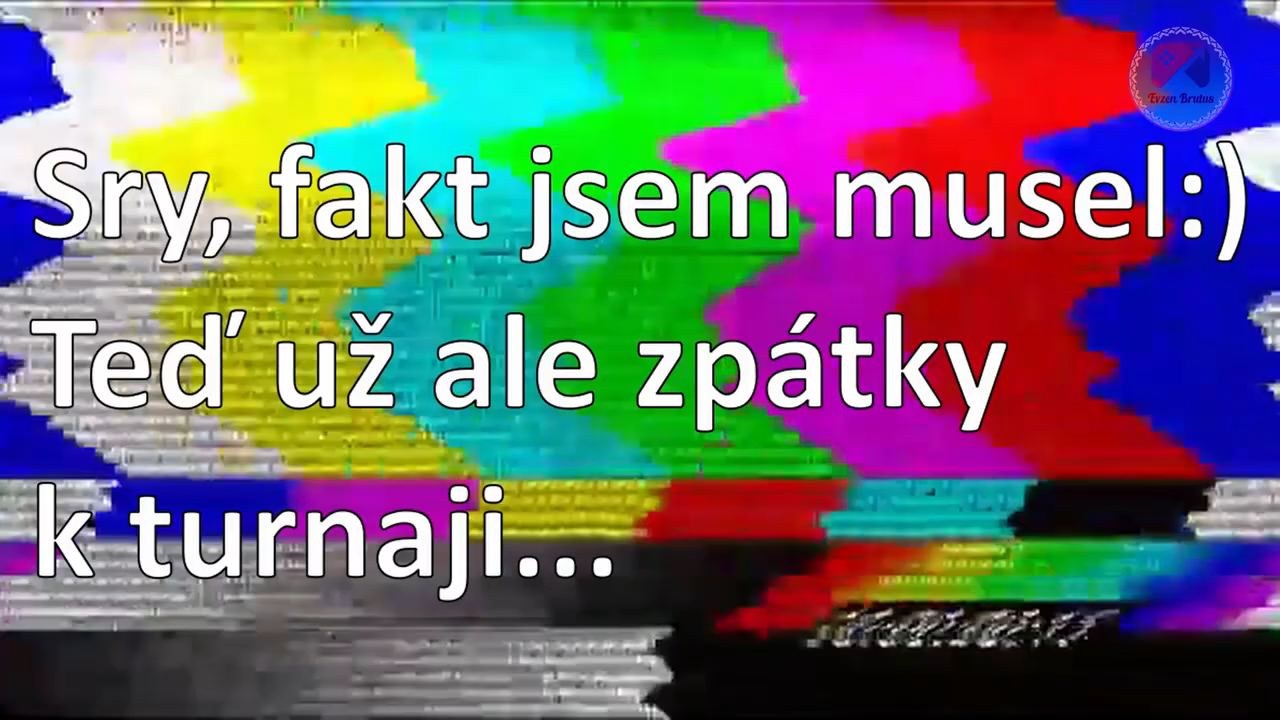 Evzen Brutus
Sry, fakt jsem musel:)
Teď už ale zpátky
k turnaji...